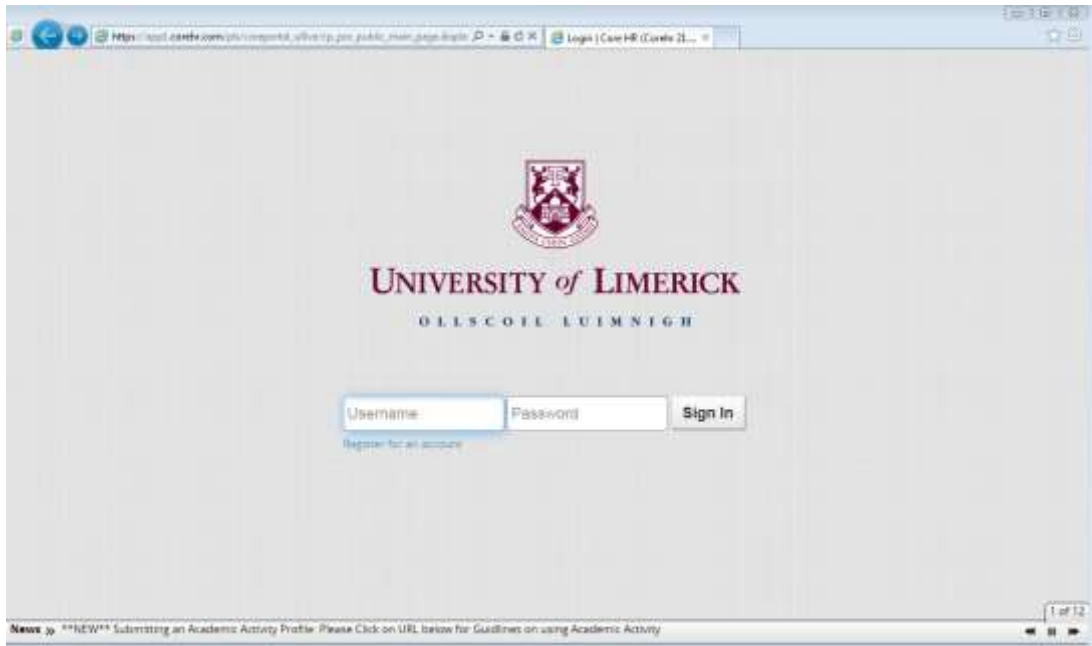 Login | Core HR (CoreHr 21...
UNIVERSITY of LIMERICK
OLLSCOIL LUIMNIGH
Username Password Sign In
Register for an account
1 of 12
News » **NEW** Submitting an Academic Activity Profile: Please Click on URL below for Guidlines on using Academic Activity